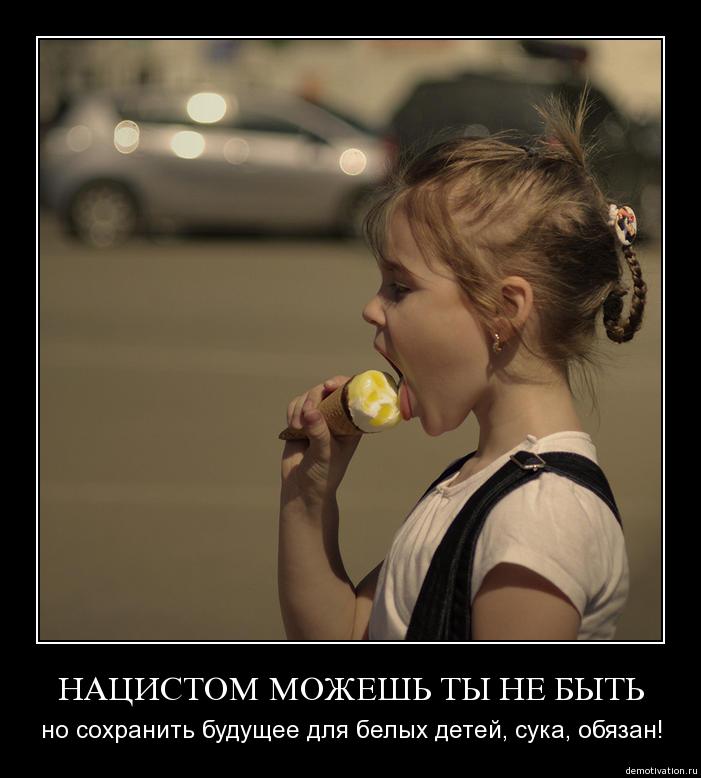 НАЦИСТОМ МОЖЕШЬ ТЫ НЕ БЫТЬ
но сохранить будущее для белых детей, сука, обязан!
demotivation.ru